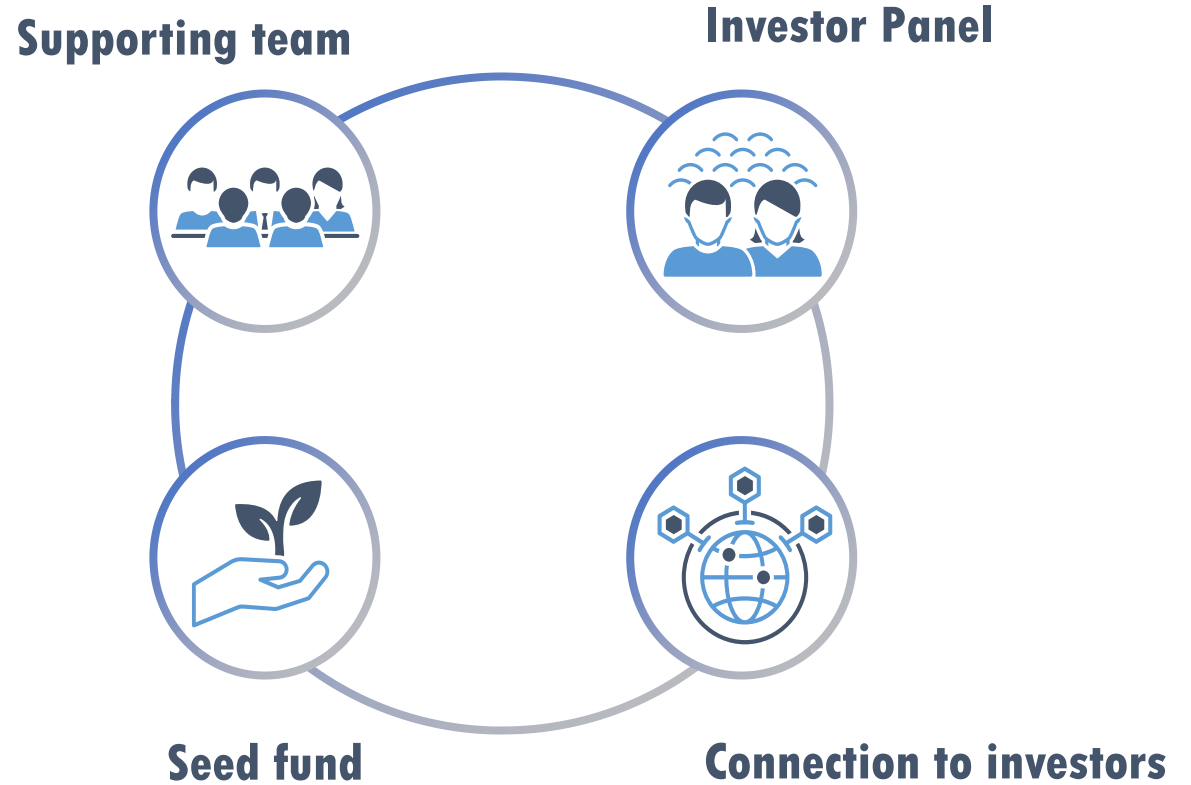 Supporting team
Investor Panel
Seed fund
Connection to investors